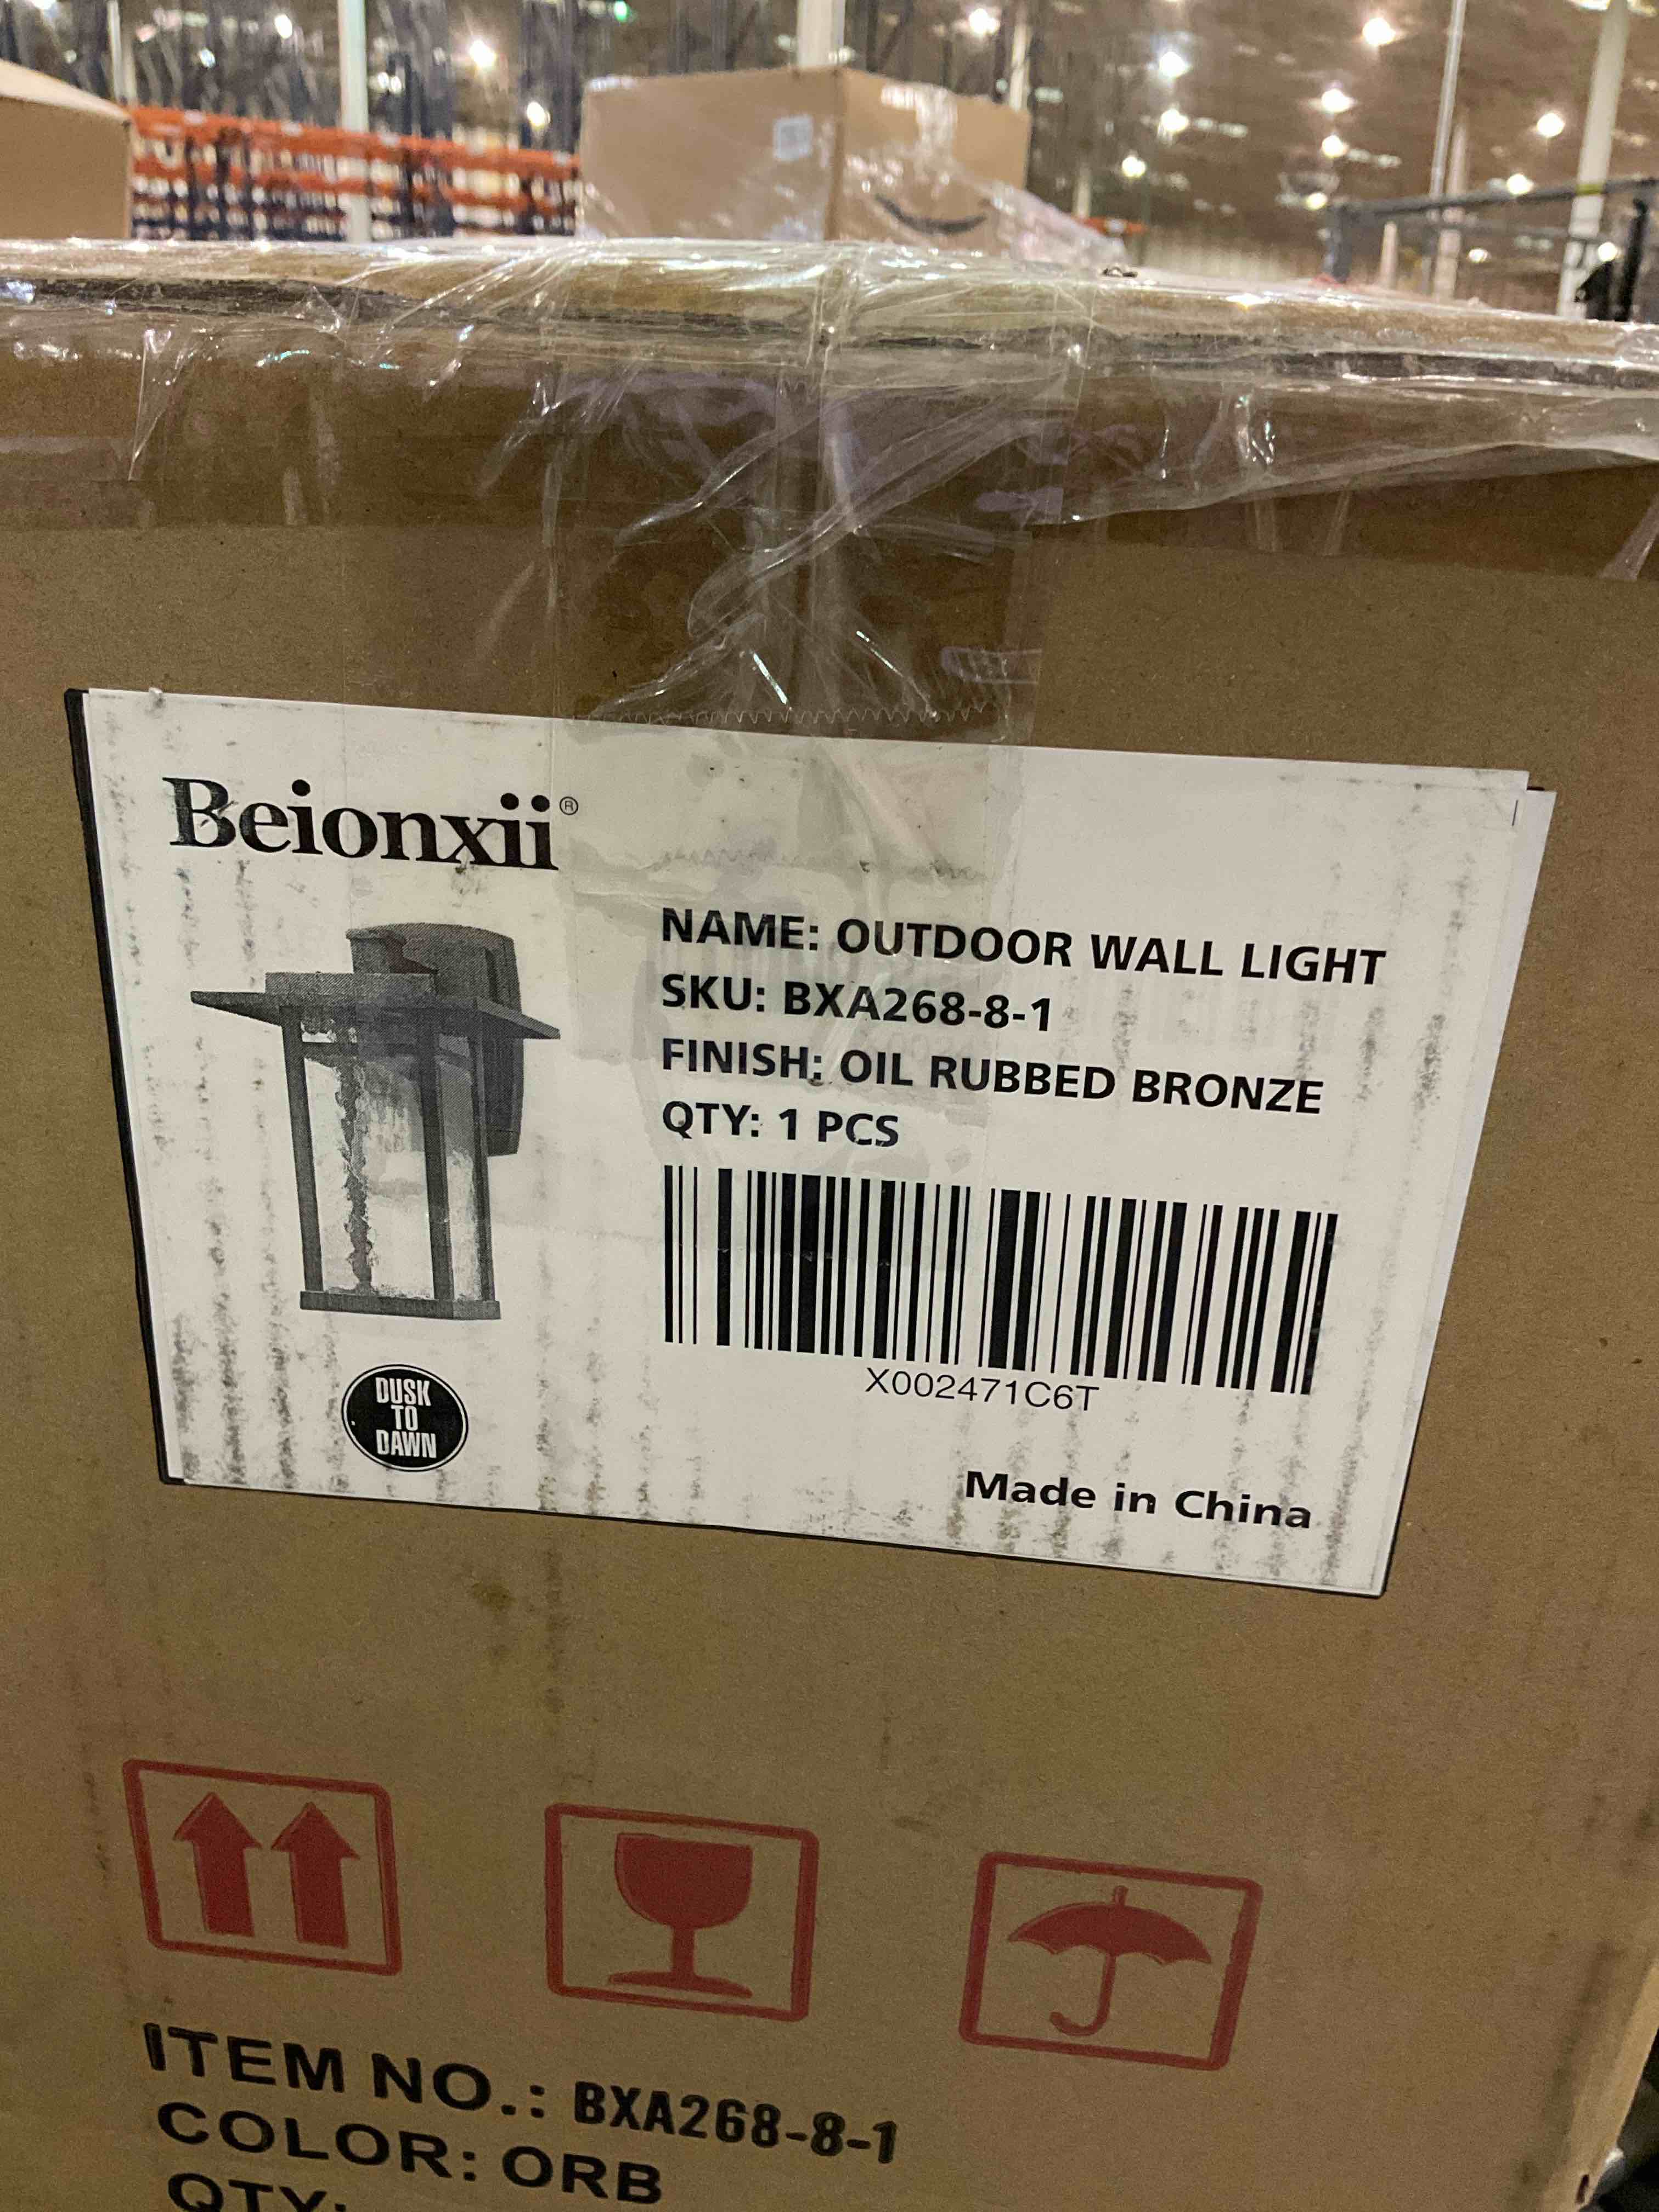 Beionxii®
NAME: OUTDOOR WALL LIGHT
SKU: BXA268-8-1
FINISH: OIL RUBBED BRONZE
QTY: 1 PCS
X002471C6T
DUSK
TO
DAWN
Made in China
ITEM NO.: BXA268-8-1
COLOR: ORB
QTY: